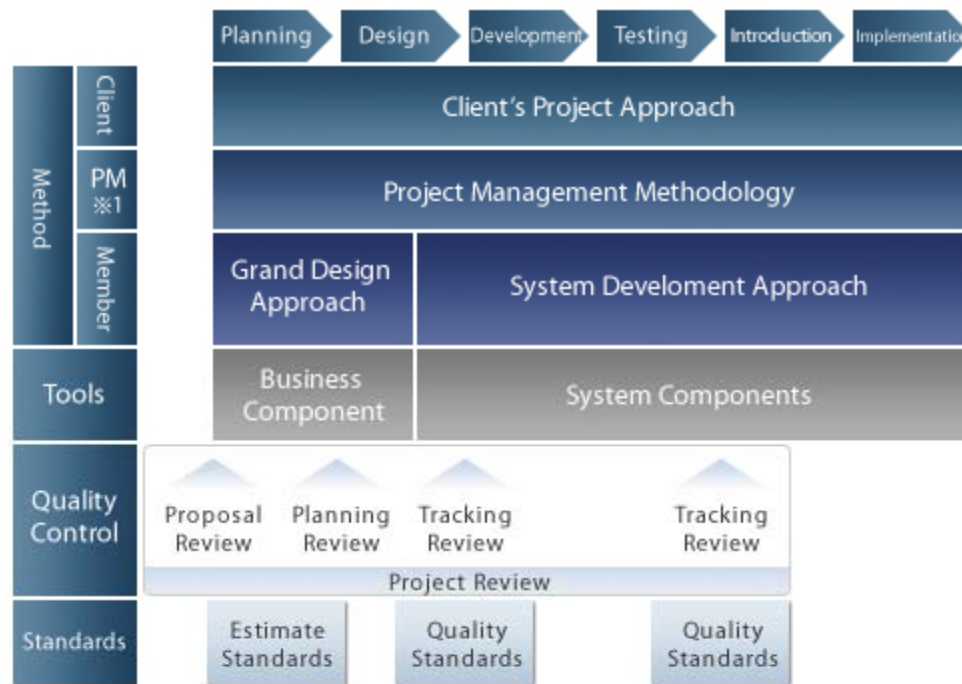 Planning
Design
Development
Testing
Introduction
Implementatio
Method
Client
Client's Project Approach
PM
※1
Project Management Methodology
Member
Grand Design
Approach
System Develoment Approach
Tools
Business
Component
System Components
Quality
Control
Proposal
Review
Planning
Review
Tracking
Review
Tracking
Review
Project Review
Standards
Estimate
Standards
Quality
Standards
Quality
Standards